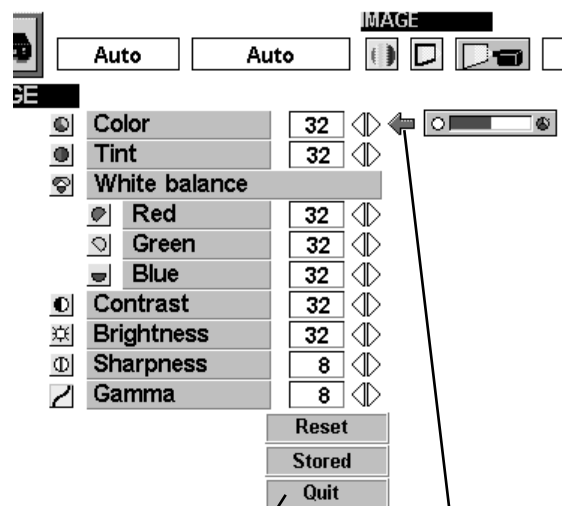 IMAGE
Auto Auto
GE
Color 32
Tint 32
White balance
Red 32
Green 32
Blue 32
Contrast 32
Brightness 32
Sharpness 8
Gamma 8
Reset
Stored
Quit